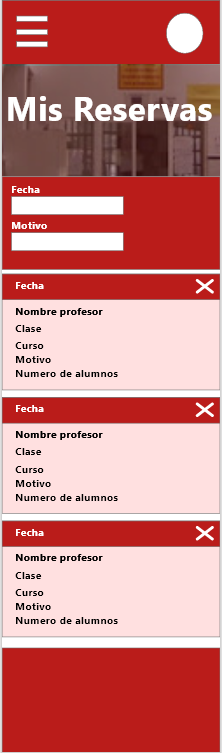 Mis Reservas
Fecha
Motivo
Fecha
Nombre profesor
Clase
Curso
Motivo
Numero de alumnos
Fecha
Nombre profesor
Clase
Curso
Motivo
Numero de alumnos
Fecha
Nombre profesor
Clase
Curso
Motivo
Numero de alumnos